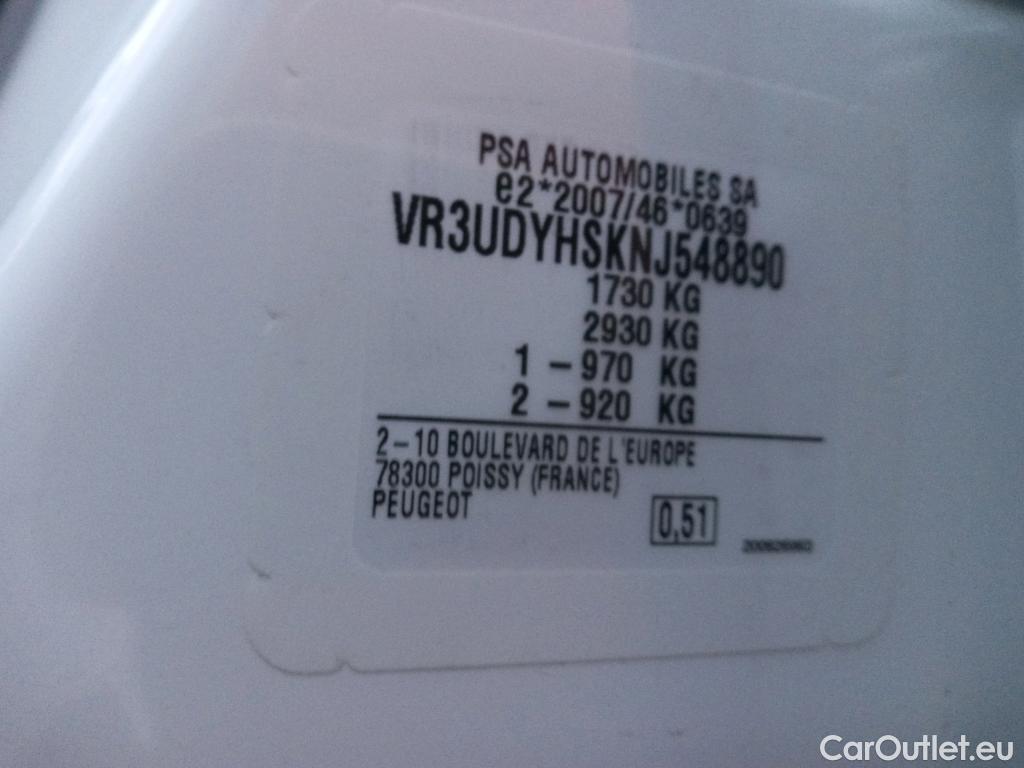 PSA AUTOMOBILES SA
e2*2007/46*0639
VR3UDYHSKNJ548890
1730 KG
2930 KG
1 - 970 KG
2 - 920 KG
2-10 BOULEVARD DE L'EUROPE
78300 POISSY (FRANCE)
PEUGEOT
0,51
CarOutlet.eu